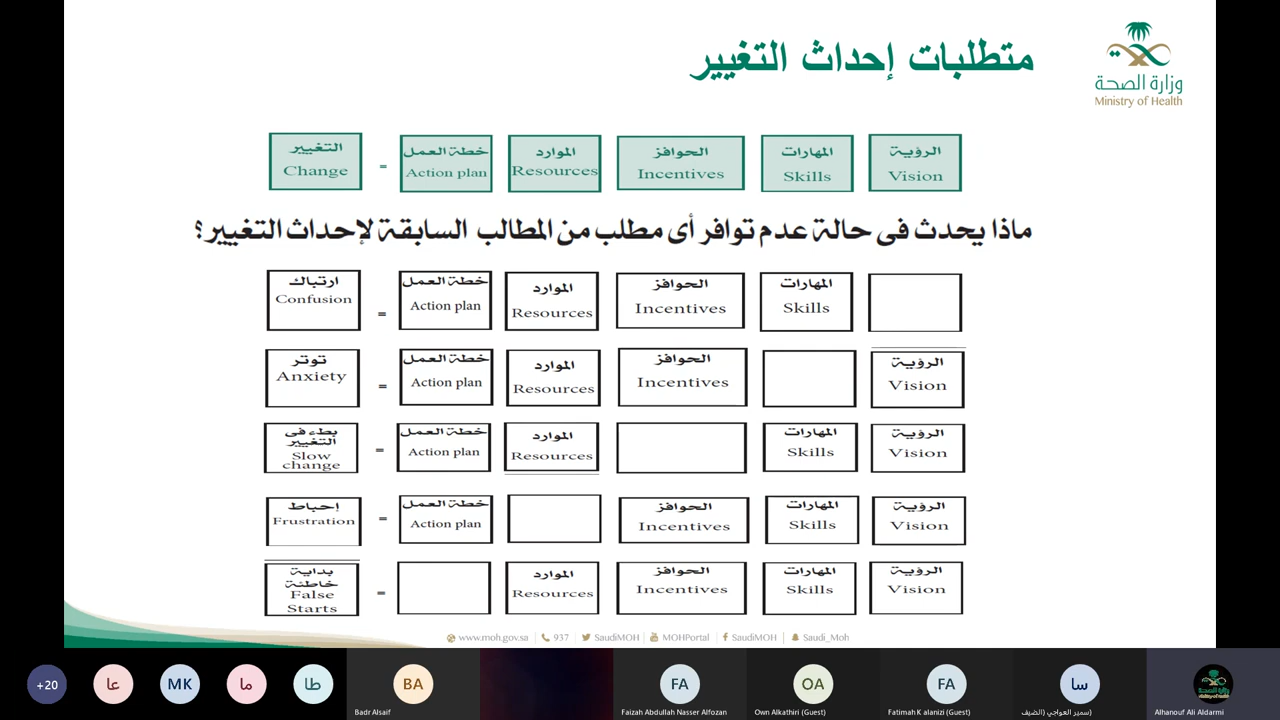 متطلبات إحداث التغيير
وزارة الصحة
Ministry of Health
الرؤية المهارات الحوافز الموارد خطة العمل = التغيير
Vision Skills Incentives Resources Action plan Change
ماذا يحدث فى حالة عدم توافر أى مطلب من المطالب السابقة لإحداث التغيير؟
المهارات الحوافز الموارد خطة العمل = ارتباك
Skills Incentives Resources Action plan Confusion
الرؤية الحوافز الموارد خطة العمل = توتر
Vision Incentives Resources Action plan Anxiety
الرؤية المهارات الموارد خطة العمل = بطء فى التغيير
Vision Skills Resources Action plan Slow change
الرؤية المهارات الحوافز خطة العمل = إحباط
Vision Skills Incentives Action plan Frustration
الرؤية المهارات الحوافز الموارد = بداية خاطئة
Vision Skills Incentives Resources False Starts
www.moh.gov.sa | 937 | SaudiMOH | MOHPortal | SaudiMOH | Saudi_Moh
+20 عا MK ما طا BA FA OA FA سا
Badr Alsaif Faizah Abdullah Nasser Alfozan Own Alkathiri (Guest) Fatimah K alanizi (Guest) سمير العواجي (الضيف) Alhanouf Ali Aldarmi